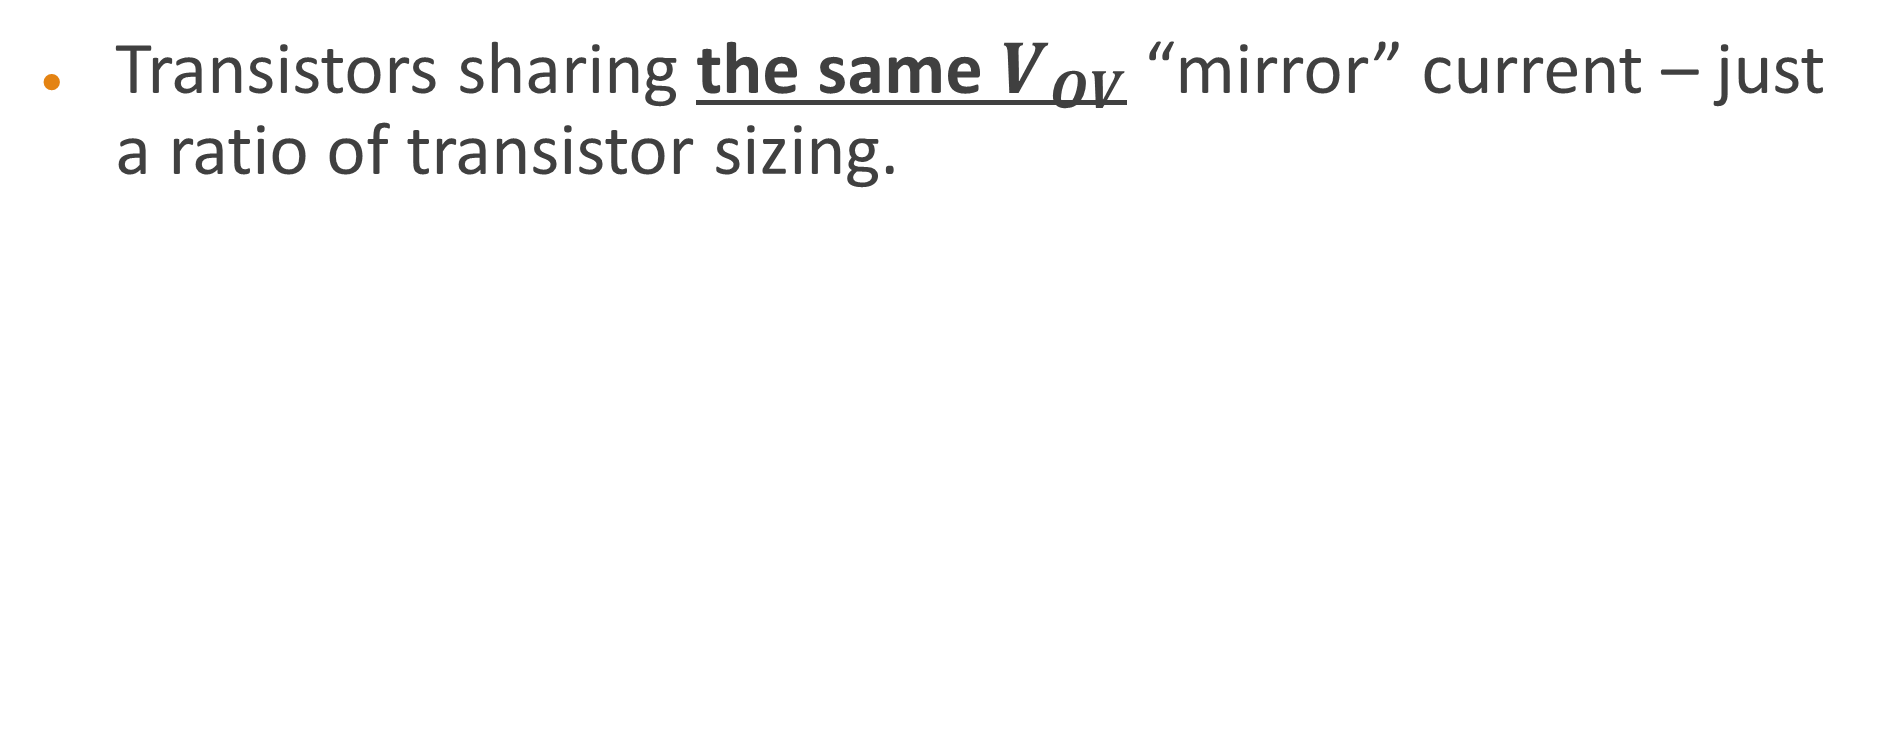 • Transistors sharing the same V_OV “mirror” current – just
a ratio of transistor sizing.